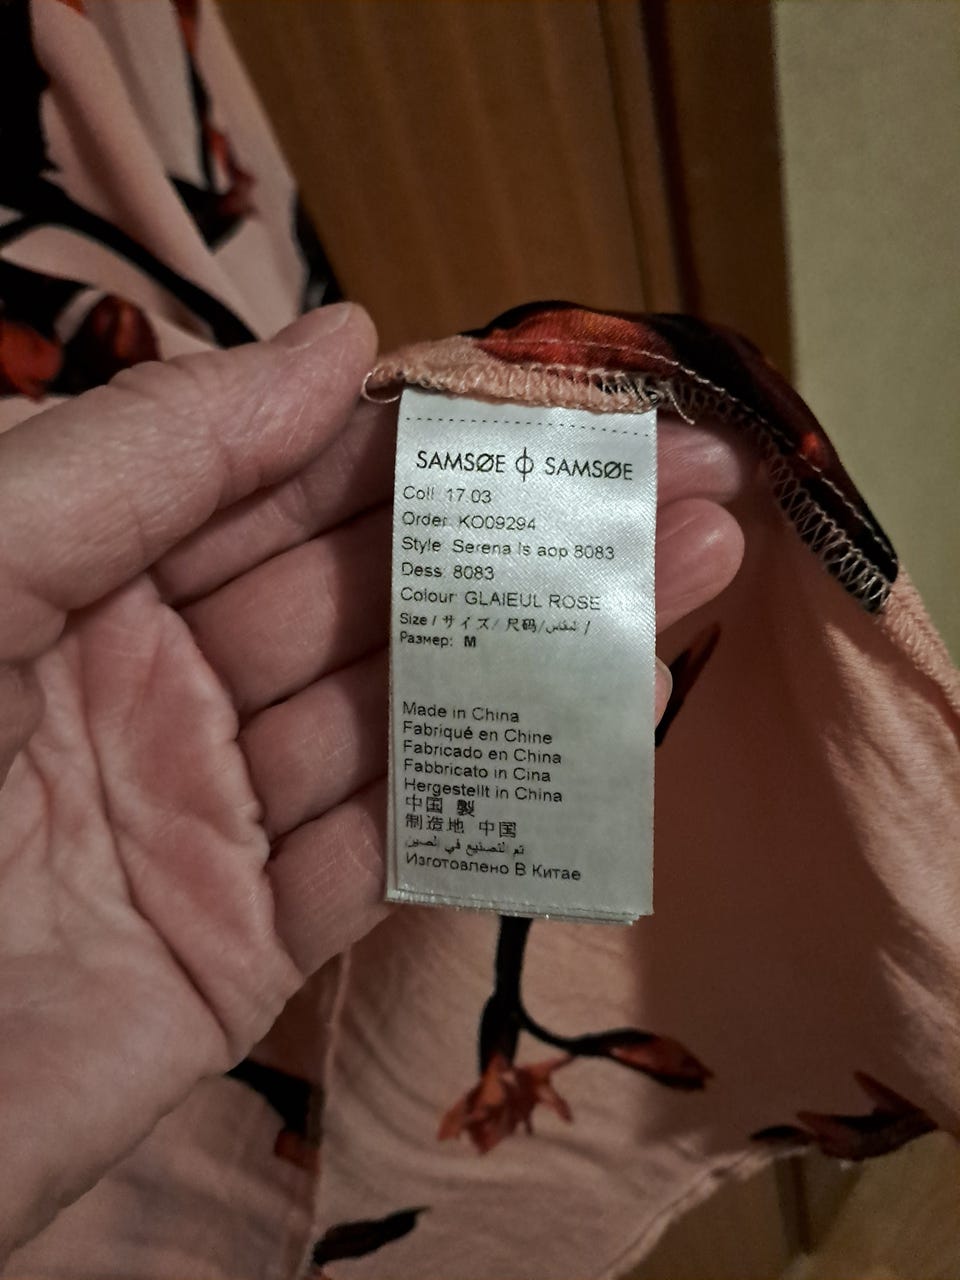 SAMSØE ϕ SAMSØE
Coll. 17.03
Order: KO09294
Style: Serena ls aop 8083
Dess: 8083
Colour: GLAIEUL ROSE
Size / サイズ/ 尺码/المقاس /
Размер: M
Made in China
Fabriqué en Chine
Fabricado en China
Fabbricato in Cina
Hergestellt in China
中国 製
制造地 中国
تم التصنيع في الصين
Изготовлено В Китае